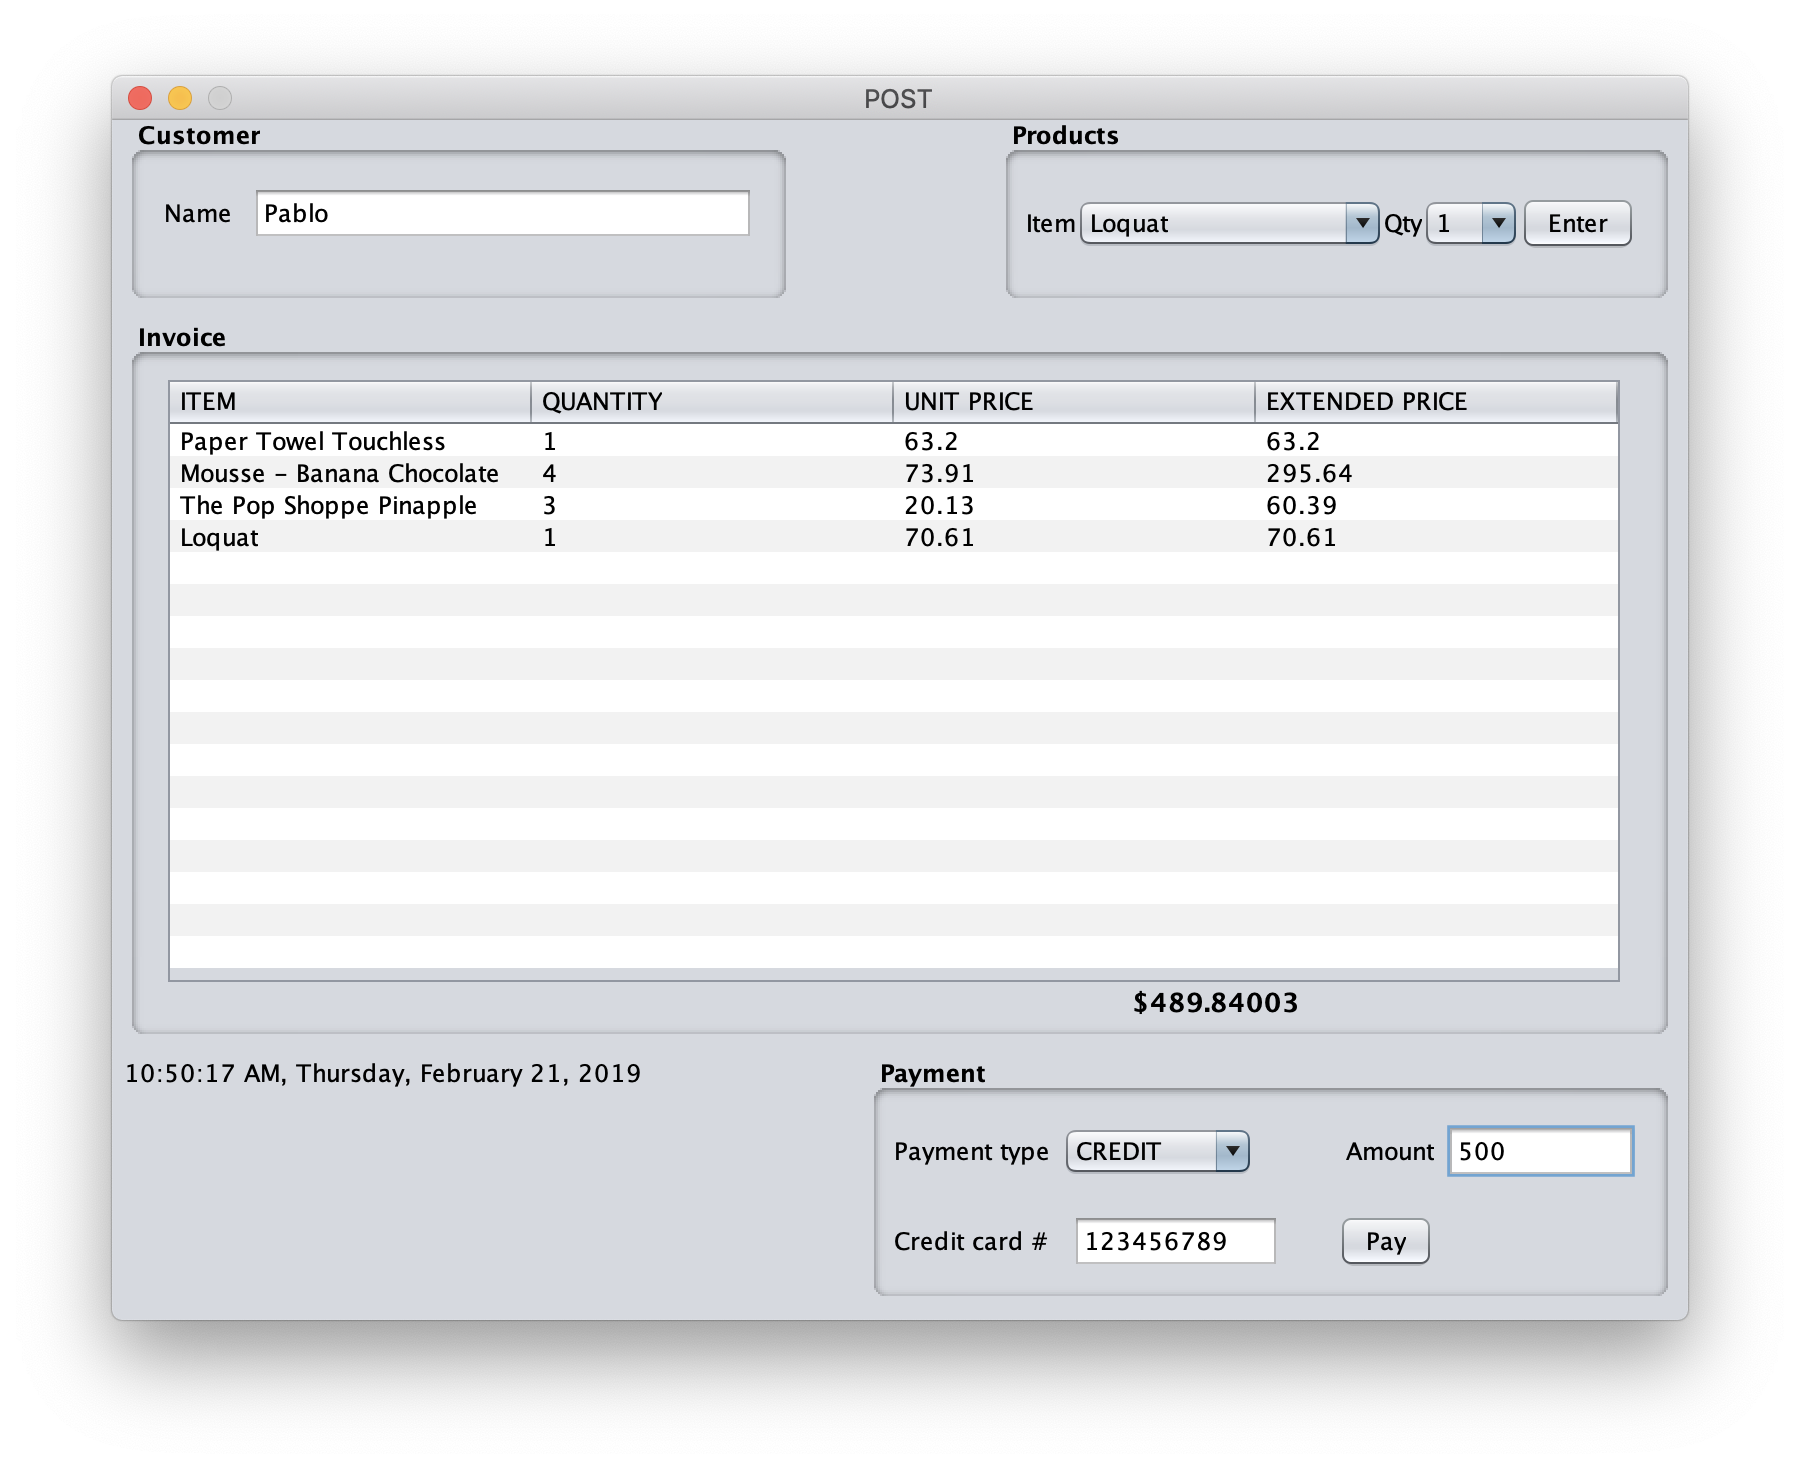 POST
Customer
Name Pablo
Products
Item Loquat Qty 1 Enter
Invoice
ITEM QUANTITY UNIT PRICE EXTENDED PRICE
Paper Towel Touchless 1 63.2 63.2
Mousse - Banana Chocolate 4 73.91 295.64
The Pop Shoppe Pinapple 3 20.13 60.39
Loquat 1 70.61 70.61
$489.84003
10:50:17 AM, Thursday, February 21, 2019
Payment
Payment type CREDIT Amount 500
Credit card # 123456789 Pay